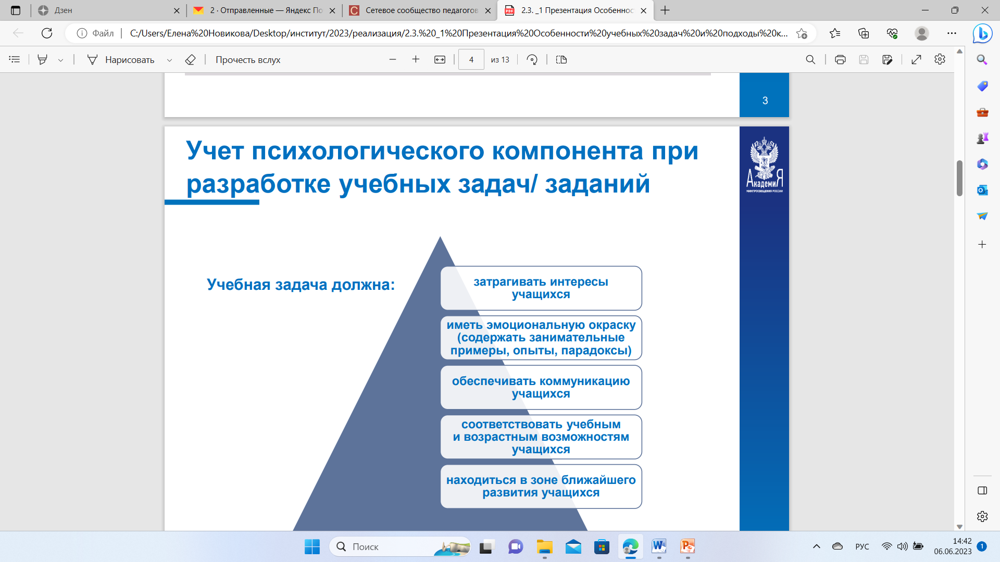 Дзен
2 · Отправленные — Яндекс По
Сетевое сообщество педагогов
2.3. _1 Презентация Особеннос
Файл
C:/Users/Елена%20Новикова/Desktop/институт/2023/реализация/2.3.%20_1%20Презентация%20Особенности%20учебных%20задач%20и%20подходы%20к...
Нарисовать
Прочесть вслух
4
из 13
3
Учет психологического компонента при
разработке учебных задач/ заданий
АкадемиЯ
МИНПРОСВЕЩЕНИЯ РОССИИ
Учебная задача должна:
затрагивать интересы
учащихся
иметь эмоциональную окраску
(содержать занимательные
примеры, опыты, парадоксы)
обеспечивать коммуникацию
учащихся
соответствовать учебным
и возрастным возможностям
учащихся
находиться в зоне ближайшего
развития учащихся
Поиск
РУС
14:42
06.06.2023
1